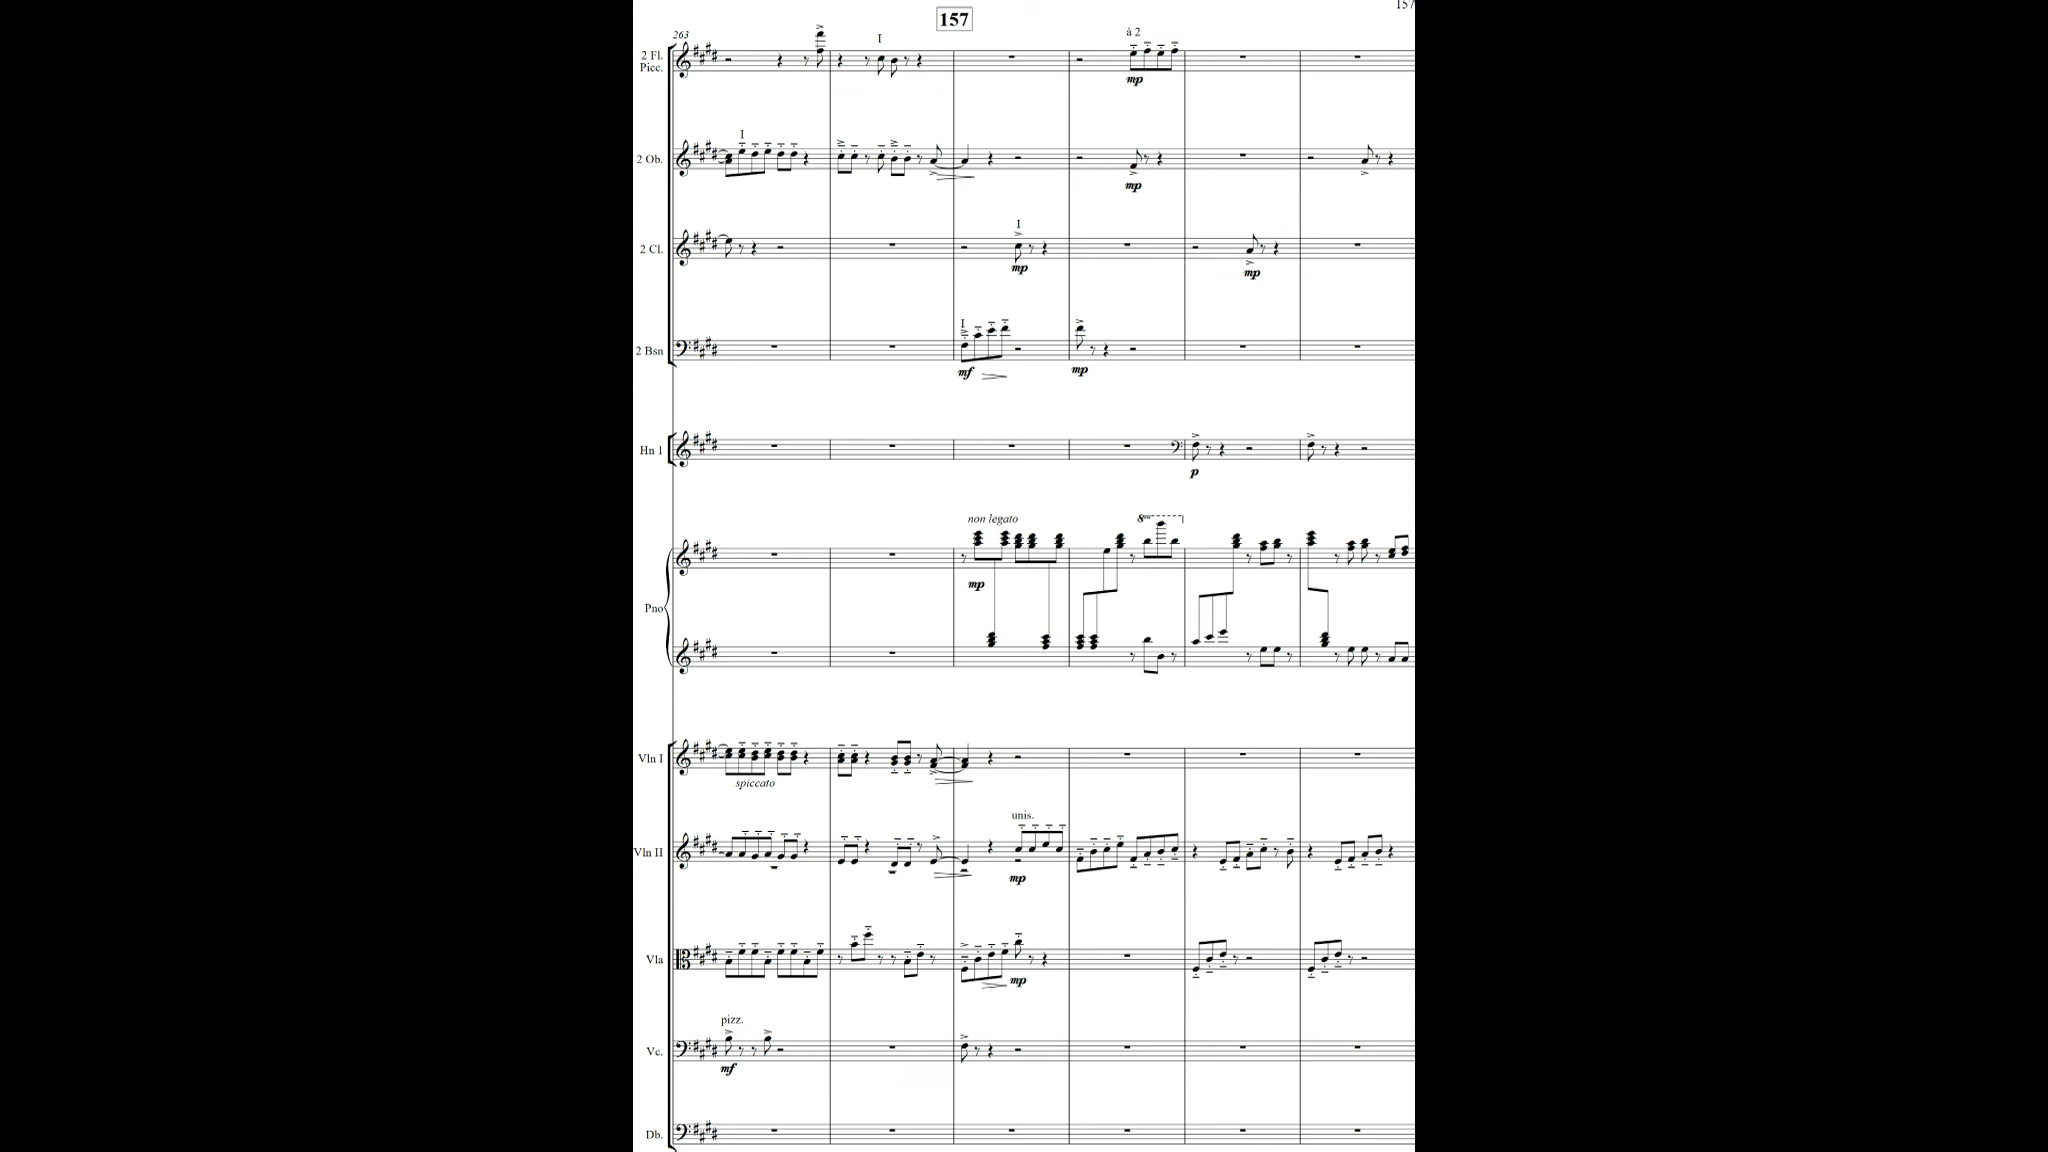 157
157
263
2 Fl.
Picc.
I
à 2
mp
2 Ob.
I
mp
2 Cl.
I
mp
mp
2 Bsn
I
mf
mp
Hn 1
p
Pno
non legato
mp
8va
Vln I
spiccato
Vln II
unis.
mp
Vla
mp
Vc.
pizz.
mf
Db.